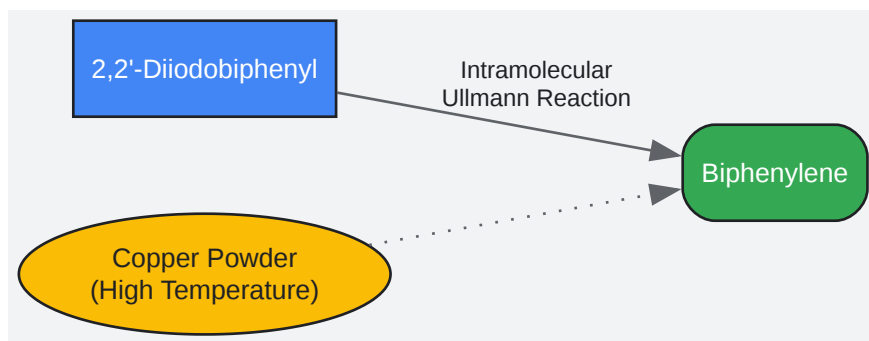 2,2'-Diiodobiphenyl
Intramolecular
Ullmann Reaction
Biphenylene
Copper Powder
(High Temperature)